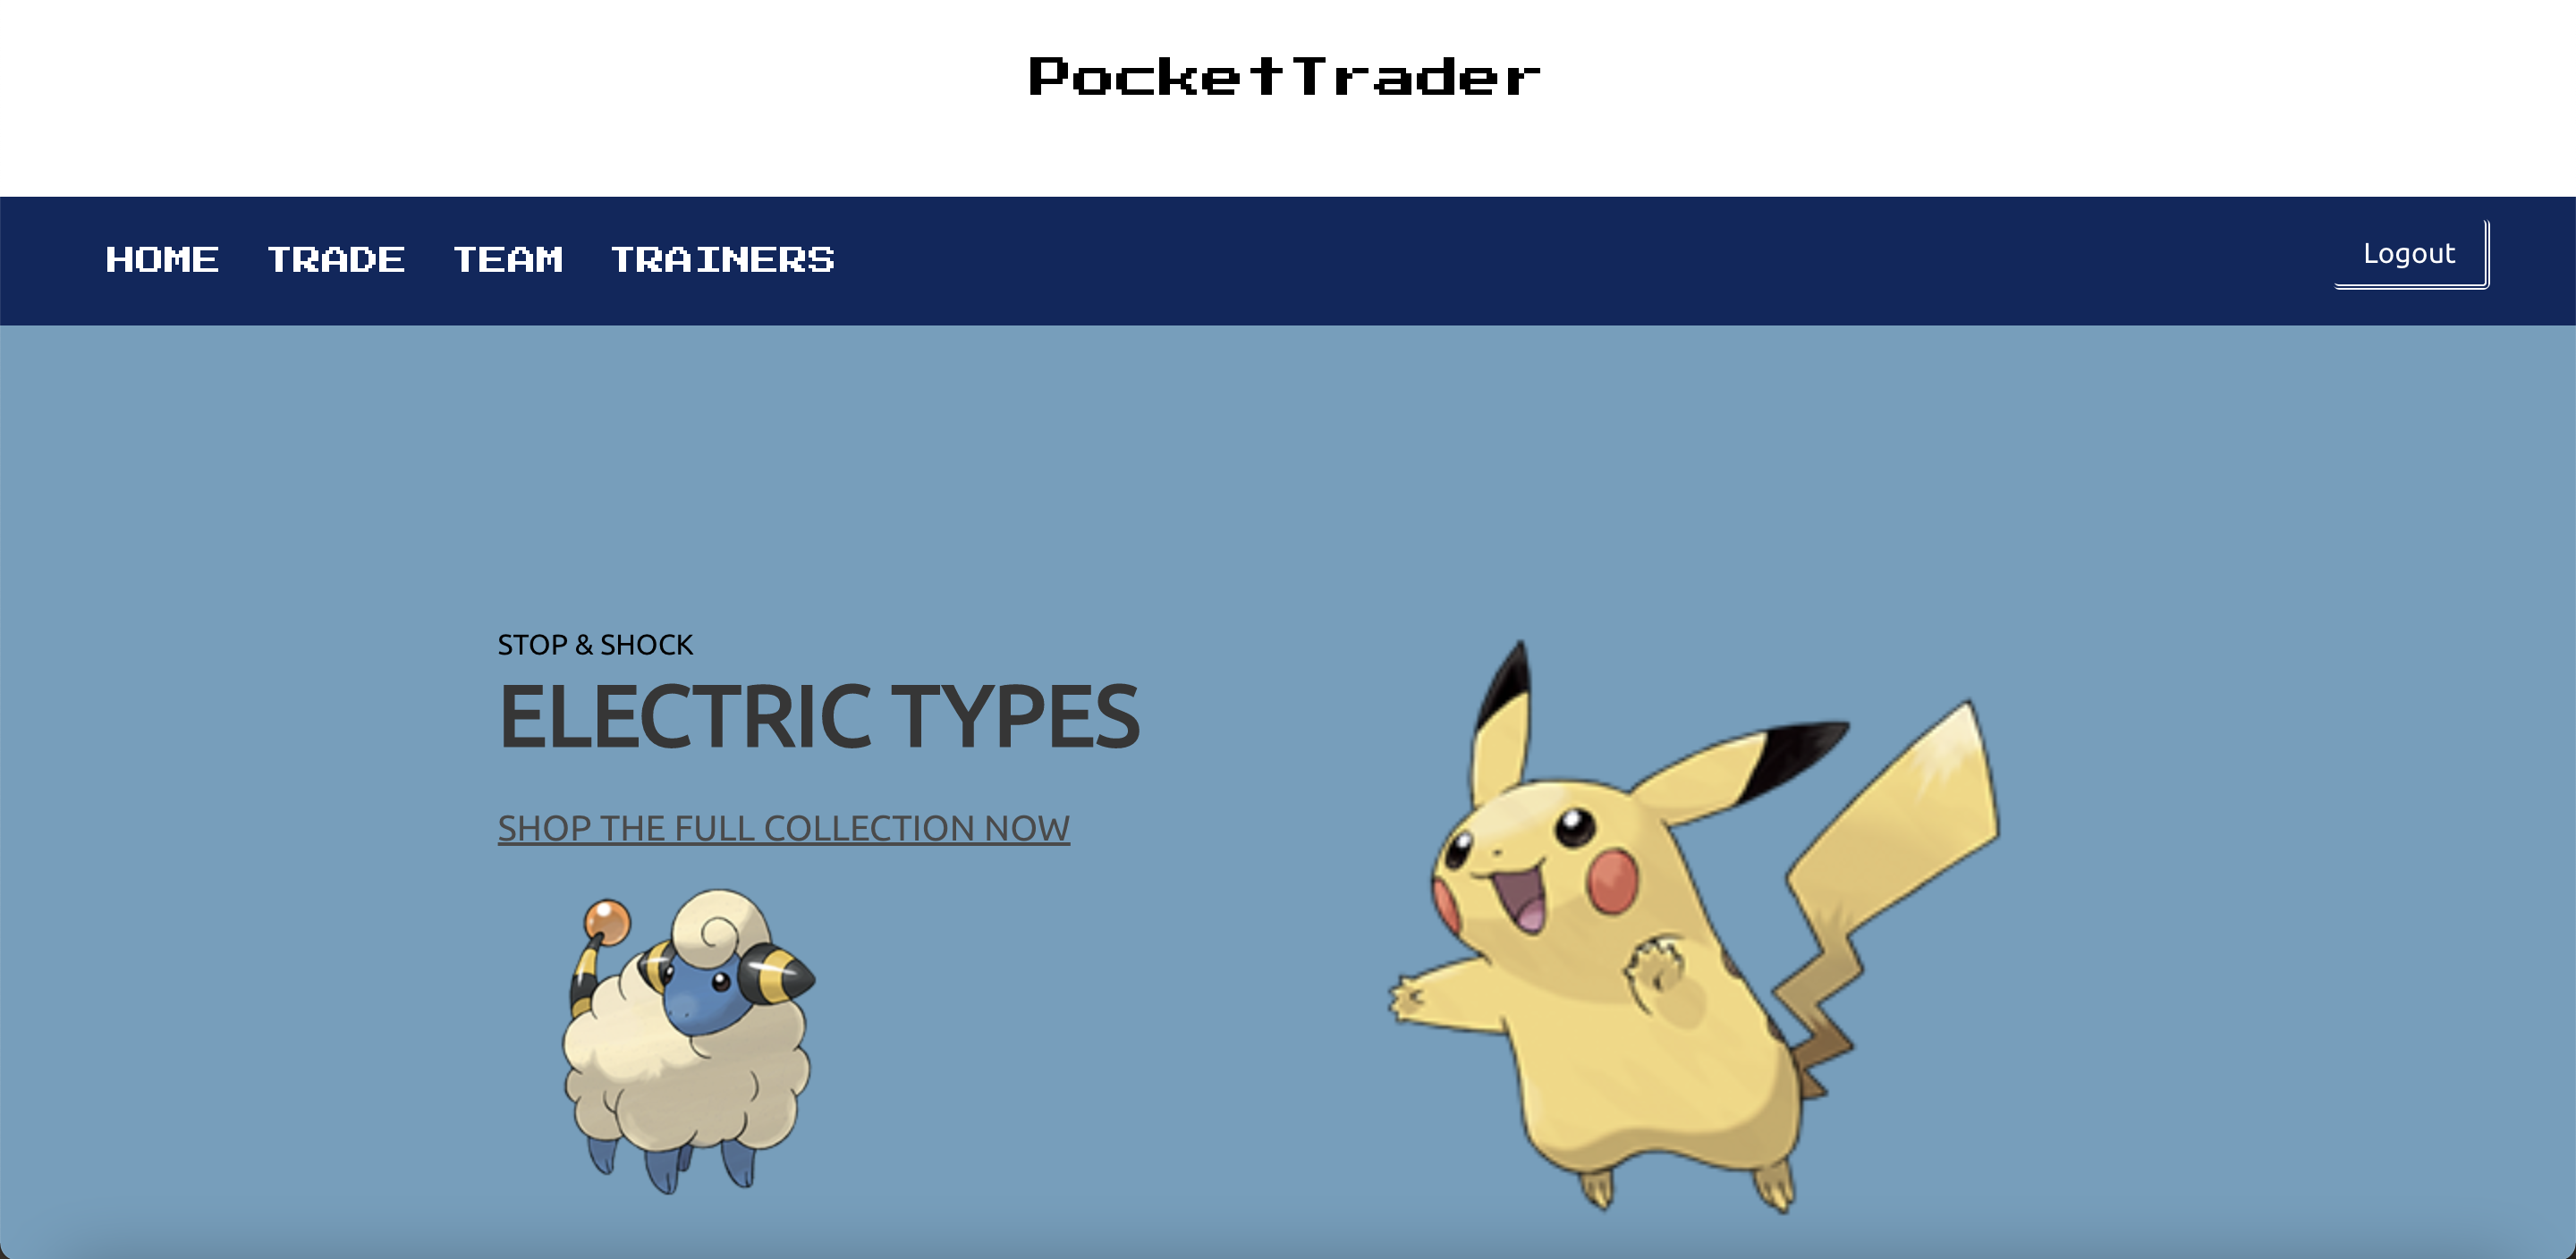 PocketTrader
HOME TRADE TEAM TRAINERS Logout
STOP & SHOCK
ELECTRIC TYPES
SHOP THE FULL COLLECTION NOW